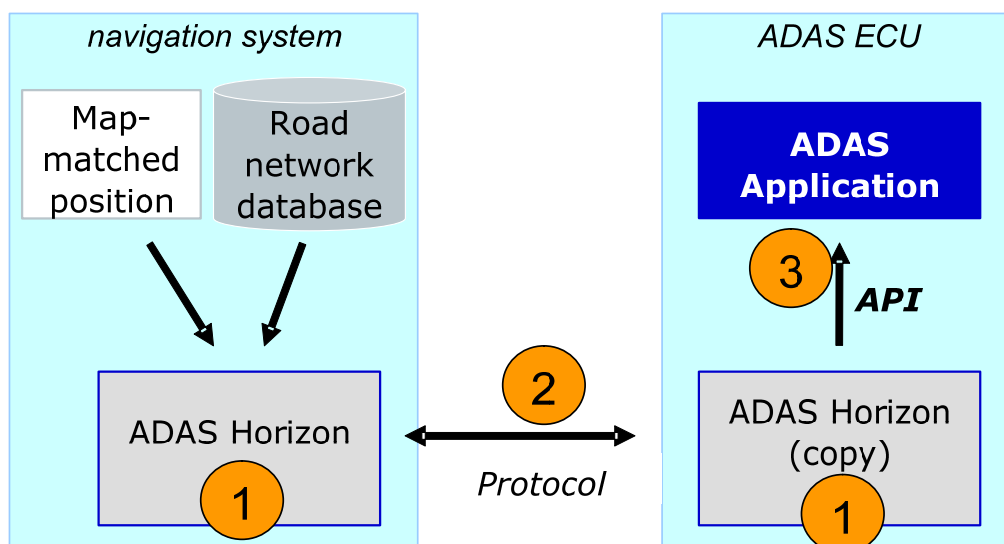 navigation system
Map-
matched
position
Road
network
database
ADAS Horizon
1
2
Protocol
ADAS ECU
ADAS
Application
3
API
ADAS Horizon
(copy)
1